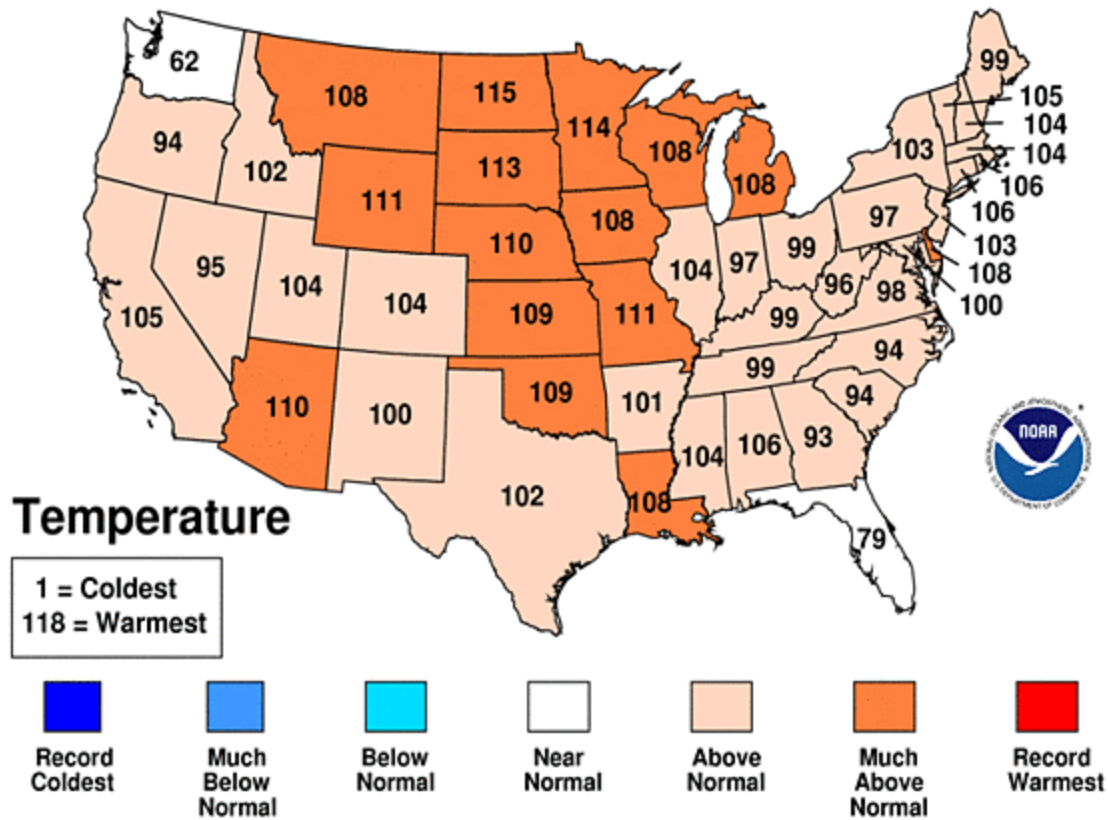 62
108
115
114
99
105
104
104
106
106
103
108
100
94
102
111
113
108
108
103
97
110
108
105
95
104
104
109
111
104
97
99
96
98
99
94
99
94
110
100
109
101
104
106
93
102
108
79
NOAA
Temperature
1 = Coldest
118 = Warmest
Record
Coldest
Much
Below
Normal
Below
Normal
Near
Normal
Above
Normal
Much
Above
Normal
Record
Warmest